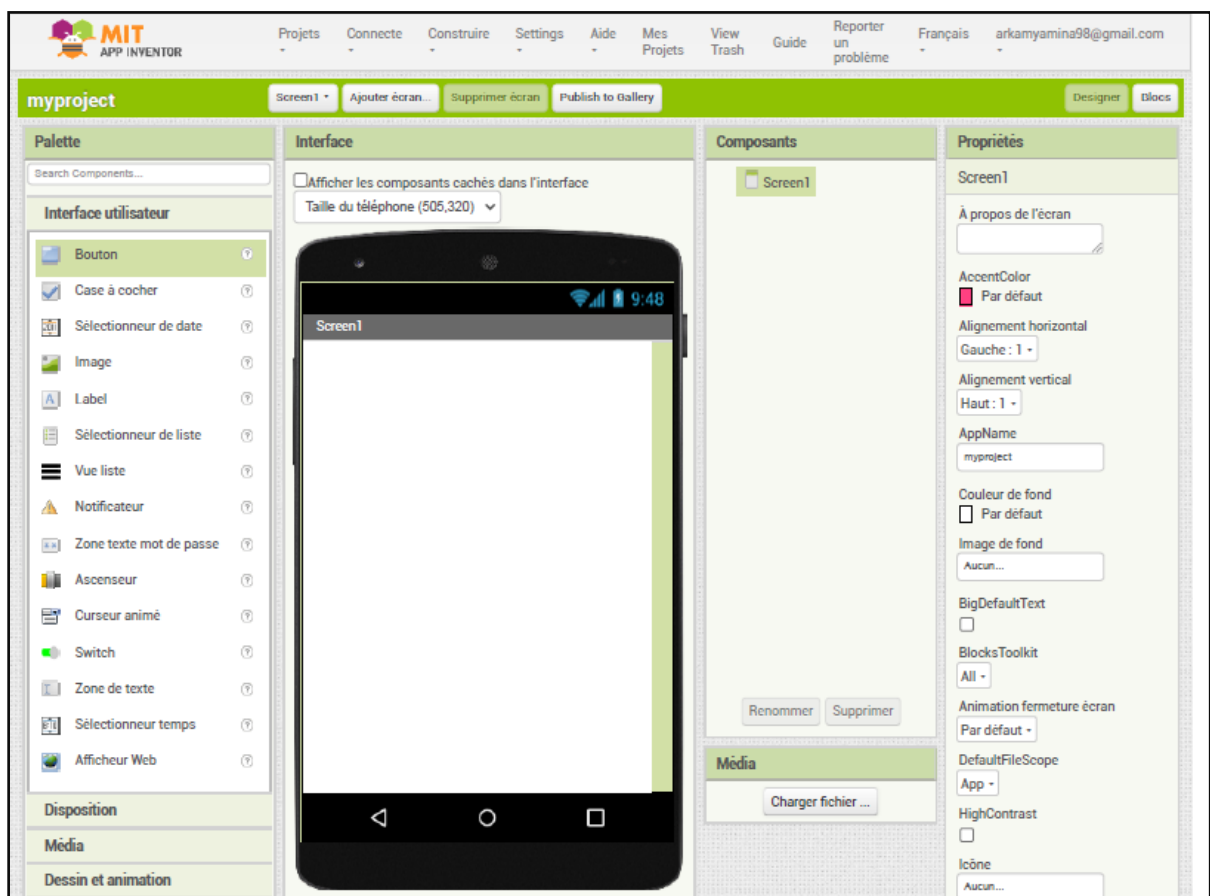 MIT
APP INVENTOR
Projets
Connecte
Construire
Settings
Aide
Mes
Projets
View
Trash
Guide
Reporter
un
problème
Français
arkamyamina98@gmail.com
myproject
Screen1
Ajouter écran...
Supprimer écran
Publish to Gallery
Designer
Blocs
Palette
Search Components...
Interface utilisateur
Bouton
Case à cocher
Sélectionneur de date
Image
Label
Sélectionneur de liste
Vue liste
Notificateur
Zone texte mot de passe
Ascenseur
Curseur animé
Switch
Zone de texte
Sélectionneur temps
Afficheur Web
Disposition
Média
Dessin et animation
Interface
Afficher les composants cachés dans l'interface
Taille du téléphone (505,320)
9:48
Screen1
Composants
Screen1
Renommer
Supprimer
Média
Charger fichier ...
Propriétés
Screen1
À propos de l'écran
AccentColor
Par défaut
Alignement horizontal
Gauche : 1
Alignement vertical
Haut : 1
AppName
myproject
Couleur de fond
Par défaut
Image de fond
Aucun...
BigDefaultText
BlocksToolkit
All
Animation fermeture écran
Par défaut
DefaultFileScope
App
HighContrast
Icône
Aucun...